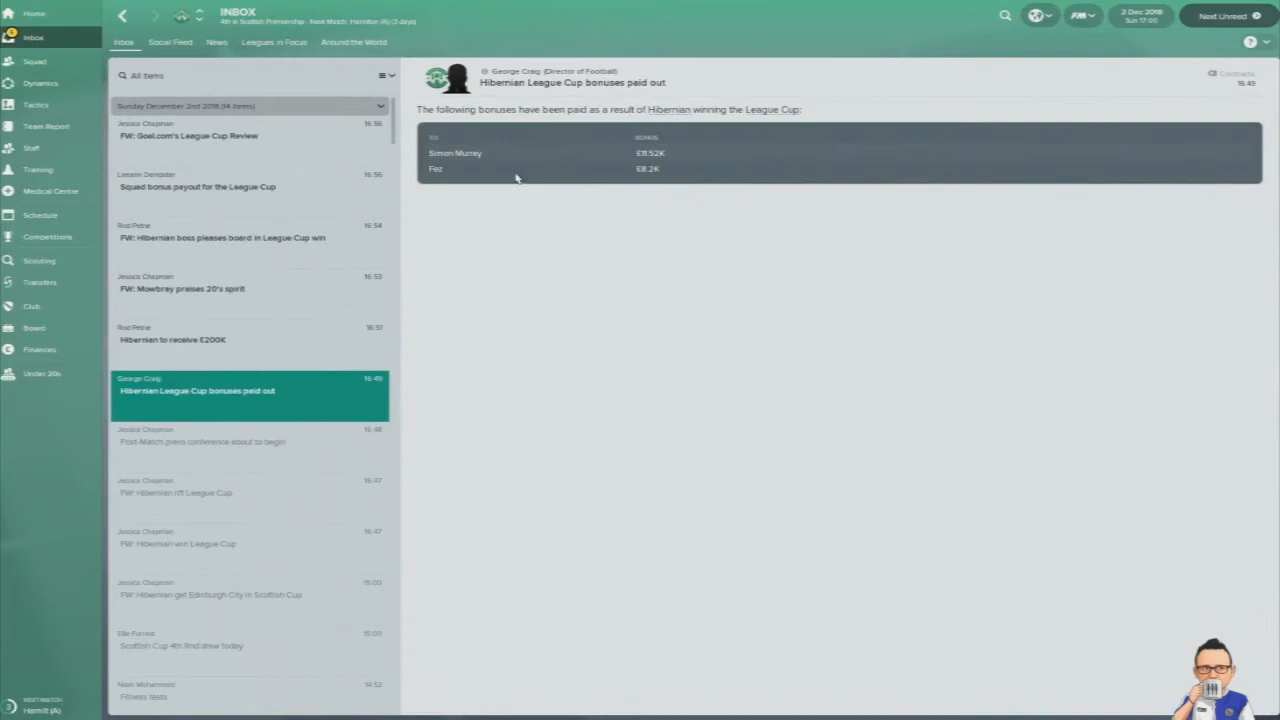 Home
Inbox
Squad
Dynamics
Tactics
Team Report
Staff
Training
Medical Centre
Schedule
Competitions
Scouting
Transfers
Club
Board
Finances
Under 20s
3
NEXT MATCH
Hamilt (A)
INBOX
4th in Scottish Premiership - Next Match: Hamilton (A) (3 days)
FM
2 Dec 2018
Sun 17:00
Next Unread
Inbox
Social Feed
News
Leagues in Focus
Around the World
?
All Items
Sunday December 2nd 2018 (14 items)
Jessica Chapman 16:56
FW: Goal.com's League Cup Review
Leeann Dempster 16:56
Squad bonus payout for the League Cup
Rod Petrie 16:54
FW: Hibernian boss pleases board in League Cup win
Jessica Chapman 16:53
FW: Mowbray praises 20's spirit
Rod Petrie 16:51
Hibernian to receive £200K
George Craig 16:49
Hibernian League Cup bonuses paid out
Jessica Chapman 16:48
Post-Match press conference about to begin
Jessica Chapman 16:47
FW: Hibernian lift League Cup
Jessica Chapman 16:47
FW: Hibernian win League Cup
Jessica Chapman 15:00
FW: Hibernian get Edinburgh City in Scottish Cup
Elle Forrest 15:00
Scottish Cup 4th Rnd draw today
Niam Mohammed 14:52
Fitness tests
George Craig (Director of Football)
Hibernian League Cup bonuses paid out
Contracts
16:49
The following bonuses have been paid as a result of Hibernian winning the League Cup:
TO BONUS
Simon Murray £11.52K
Fez £8.2K